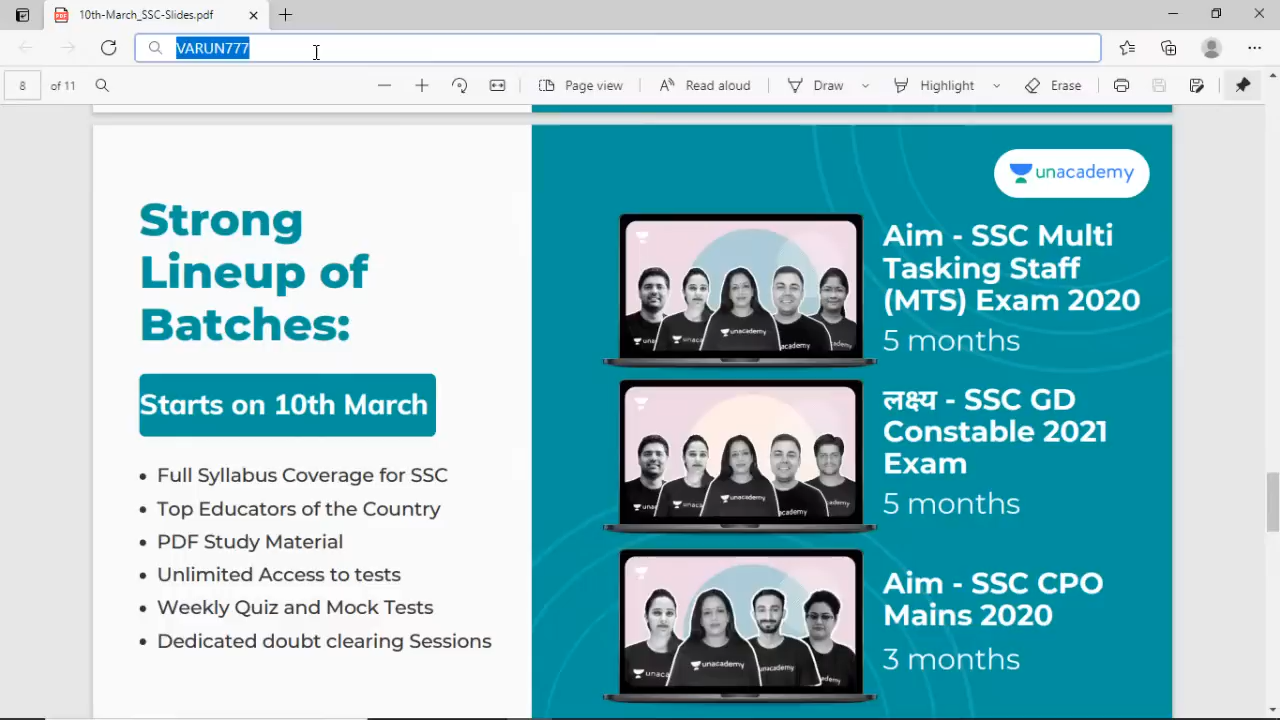 10th-March_SSC-Slides.pdf
VARUN777
8 of 11
Page view
Read aloud
Draw
Highlight
Erase
unacademy
Strong
Lineup of
Batches:
Starts on 10th March
• Full Syllabus Coverage for SSC
• Top Educators of the Country
• PDF Study Material
• Unlimited Access to tests
• Weekly Quiz and Mock Tests
• Dedicated doubt clearing Sessions
Aim - SSC Multi
Tasking Staff
(MTS) Exam 2020
5 months
लक्ष्य - SSC GD
Constable 2021
Exam
5 months
Aim - SSC CPO
Mains 2020
3 months